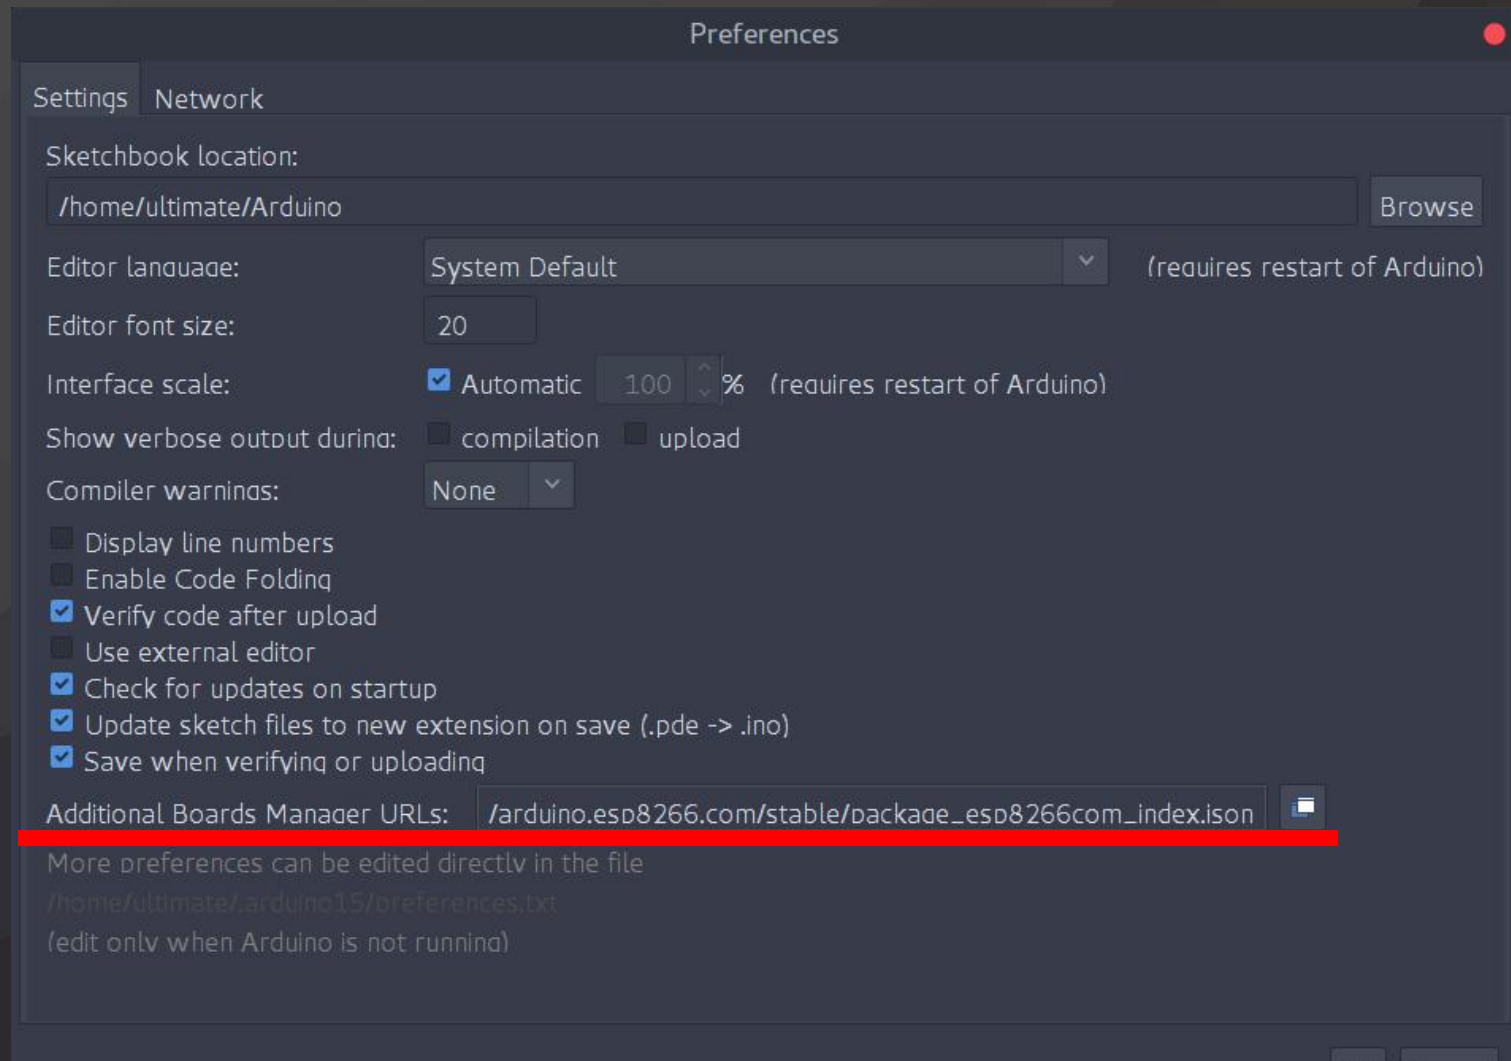 Preferences
Settings Network
Sketchbook location:
/home/ultimate/Arduino Browse
Editor language: System Default (requires restart of Arduino)
Editor font size: 20
Interface scale: Automatic 100 % (requires restart of Arduino)
Show verbose output during: compilation upload
Compiler warnings: None
Display line numbers
Enable Code Folding
Verify code after upload
Use external editor
Check for updates on startup
Update sketch files to new extension on save (.pde -> .ino)
Save when verifying or uploading
Additional Boards Manager URLs: /arduino.esp8266.com/stable/package_esp8266com_index.json
More preferences can be edited directly in the file
/home/ultimate/.arduino15/preferences.txt
(edit only when Arduino is not running)